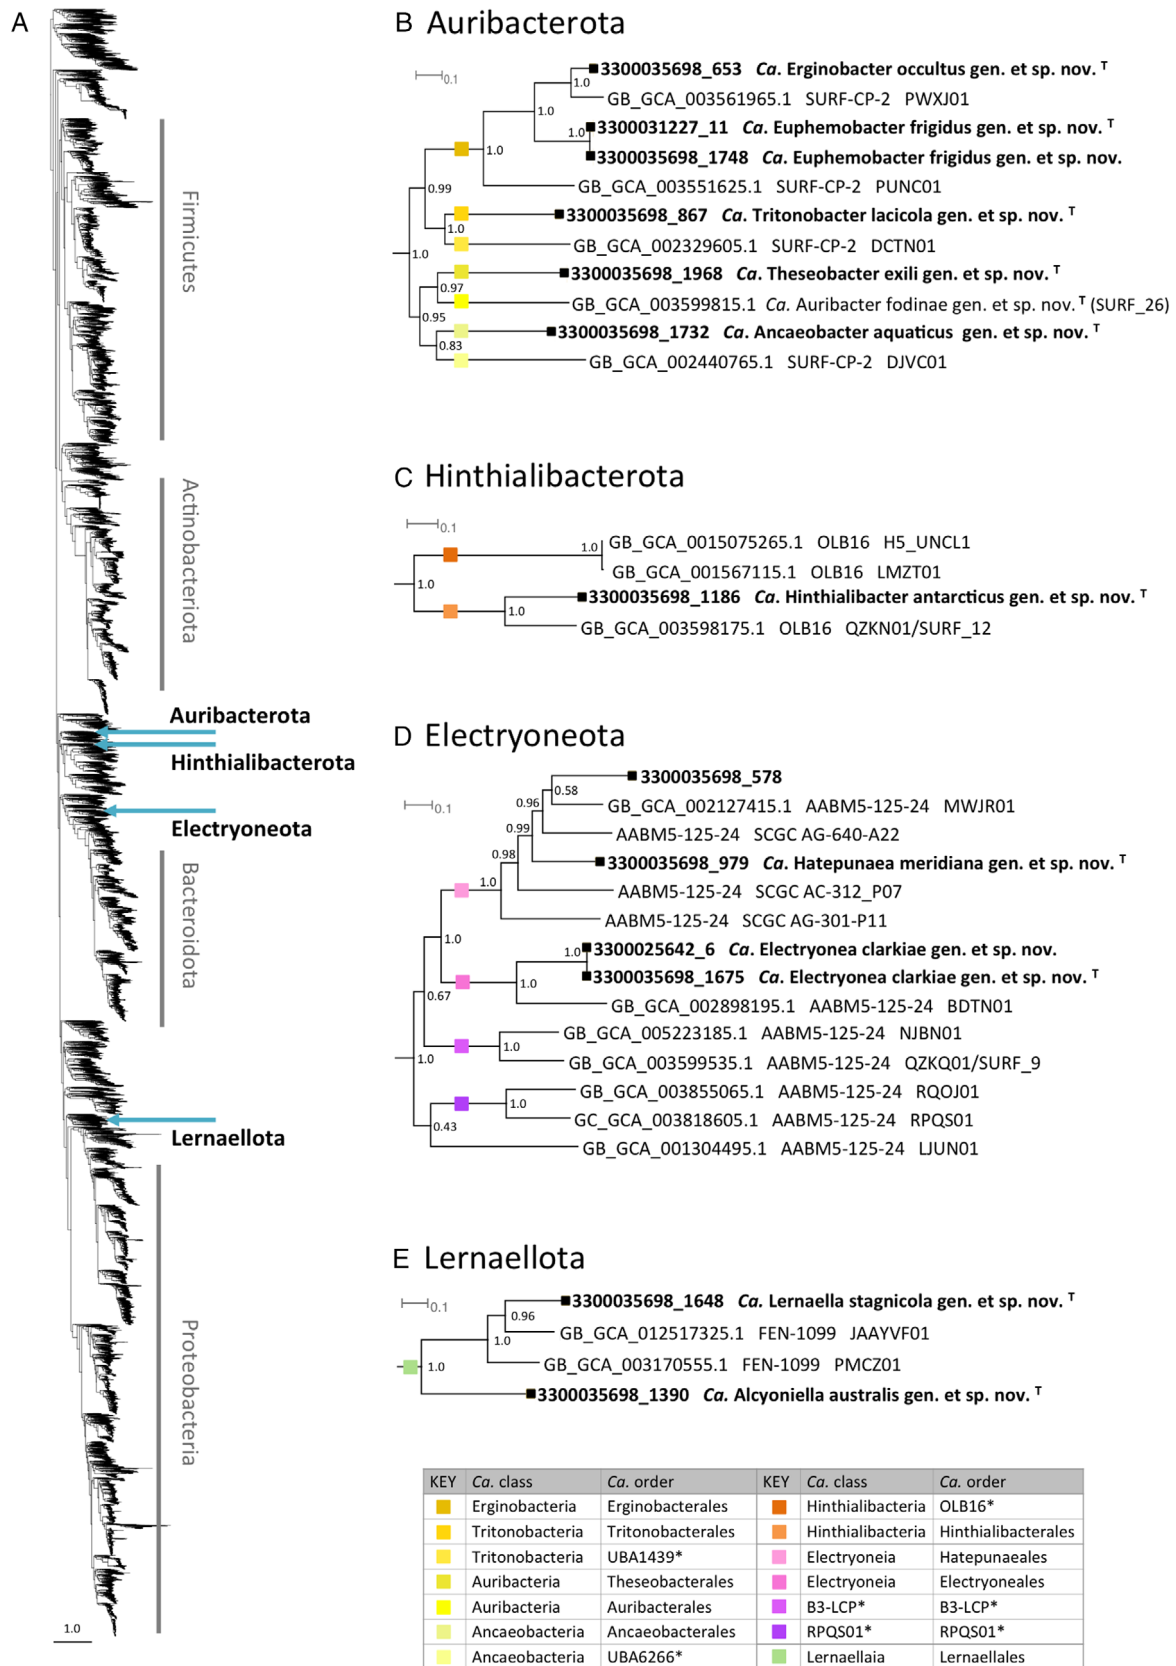 A
Firmicutes
Actinobacteriota
Auribacterota
Hinthialibacterota
Electryoneota
Bacteroidota
Lernaellota
Proteobacteria
1.0
B Auribacterota
0.1
3300035698_653 Ca. Erginobacter occultus gen. et sp. nov. T
1.0
GB_GCA_003561965.1 SURF-CP-2 PWXJ01
1.0
3300031227_11 Ca. Euphemobacter frigidus gen. et sp. nov. T
1.0
1.0
3300035698_1748 Ca. Euphemobacter frigidus gen. et sp. nov.
GB_GCA_003551625.1 SURF-CP-2 PUNC01
0.99
3300035698_867 Ca. Tritonobacter lacicola gen. et sp. nov. T
1.0
GB_GCA_002329605.1 SURF-CP-2 DCTN01
1.0
3300035698_1968 Ca. Theseobacter exili gen. et sp. nov. T
0.97
GB_GCA_003599815.1 Ca. Auribacter fodinae gen. et sp. nov. T (SURF_26)
0.95
3300035698_1732 Ca. Ancaeobacter aquaticus gen. et sp. nov. T
0.83
GB_GCA_002440765.1 SURF-CP-2 DJVC01
C Hinthialibacterota
0.1
GB_GCA_0015075265.1 OLB16 H5_UNCL1
1.0
GB_GCA_001567115.1 OLB16 LMZT01
1.0
3300035698_1186 Ca. Hinthialibacter antarcticus gen. et sp. nov. T
1.0
GB_GCA_003598175.1 OLB16 QZKN01/SURF_12
D Electryoneota
3300035698_578
0.58
0.1
0.96
GB_GCA_002127415.1 AABM5-125-24 MWJR01
0.99
AABM5-125-24 SCGC AG-640-A22
0.98
3300035698_979 Ca. Hatepunaea meridiana gen. et sp. nov. T
1.0
AABM5-125-24 SCGC AC-312_P07
AABM5-125-24 SCGC AG-301-P11
1.0
3300025642_6 Ca. Electryonea clarkiae gen. et sp. nov.
1.0
3300035698_1675 Ca. Electryonea clarkiae gen. et sp. nov. T
1.0
0.67
GB_GCA_002898195.1 AABM5-125-24 BDTN01
GB_GCA_005223185.1 AABM5-125-24 NJBN01
1.0
1.0
GB_GCA_003599535.1 AABM5-125-24 QZKQ01/SURF_9
GB_GCA_003855065.1 AABM5-125-24 RQOJ01
1.0
GC_GCA_003818605.1 AABM5-125-24 RPQS01
0.43
GB_GCA_001304495.1 AABM5-125-24 LJUN01
E Lernaellota
0.1
3300035698_1648 Ca. Lernaella stagnicola gen. et sp. nov. T
0.96
GB_GCA_012517325.1 FEN-1099 JAAYVF01
1.0
GB_GCA_003170555.1 FEN-1099 PMCZ01
1.0
3300035698_1390 Ca. Alcyoniella australis gen. et sp. nov. T
KEY Ca. class Ca. order KEY Ca. class Ca. order
Erginobacteria Erginobacterales Hinthialibacteria OLB16*
Tritonobacteria Tritonobacterales Hinthialibacteria Hinthialibacterales
Tritonobacteria UBA1439* Electryoneia Hatepunaeales
Auribacteria Theseobacterales Electryoneia Electryoneales
Auribacteria Auribacterales B3-LCP* B3-LCP*
Ancaeobacteria Ancaeobacterales RPQS01* RPQS01*
Ancaeobacteria UBA6266* Lernaellaia Lernaellales